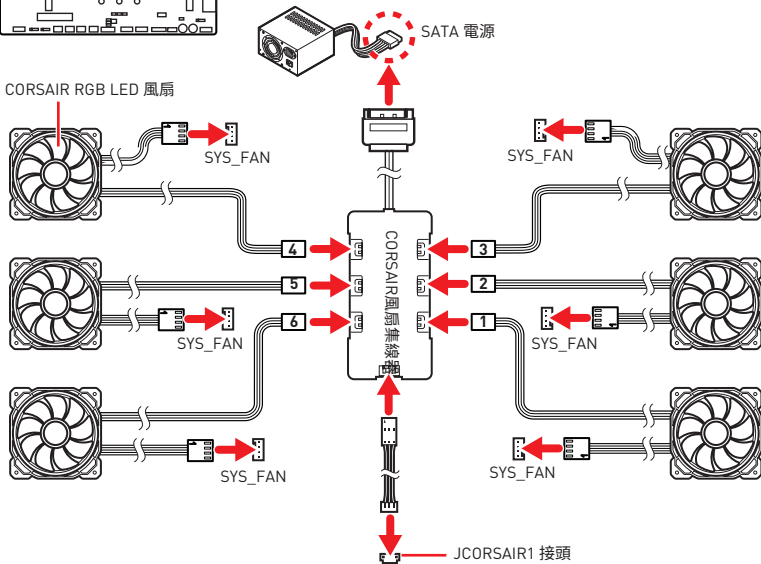 SATA 電源
CORSAIR RGB LED 風扇
SYS_FAN
SYS_FAN
4
3
CORSAIR風扇集線器
5
2
SYS_FAN
SYS_FAN
6
1
SYS_FAN
SYS_FAN
JCORSAIR1 接頭